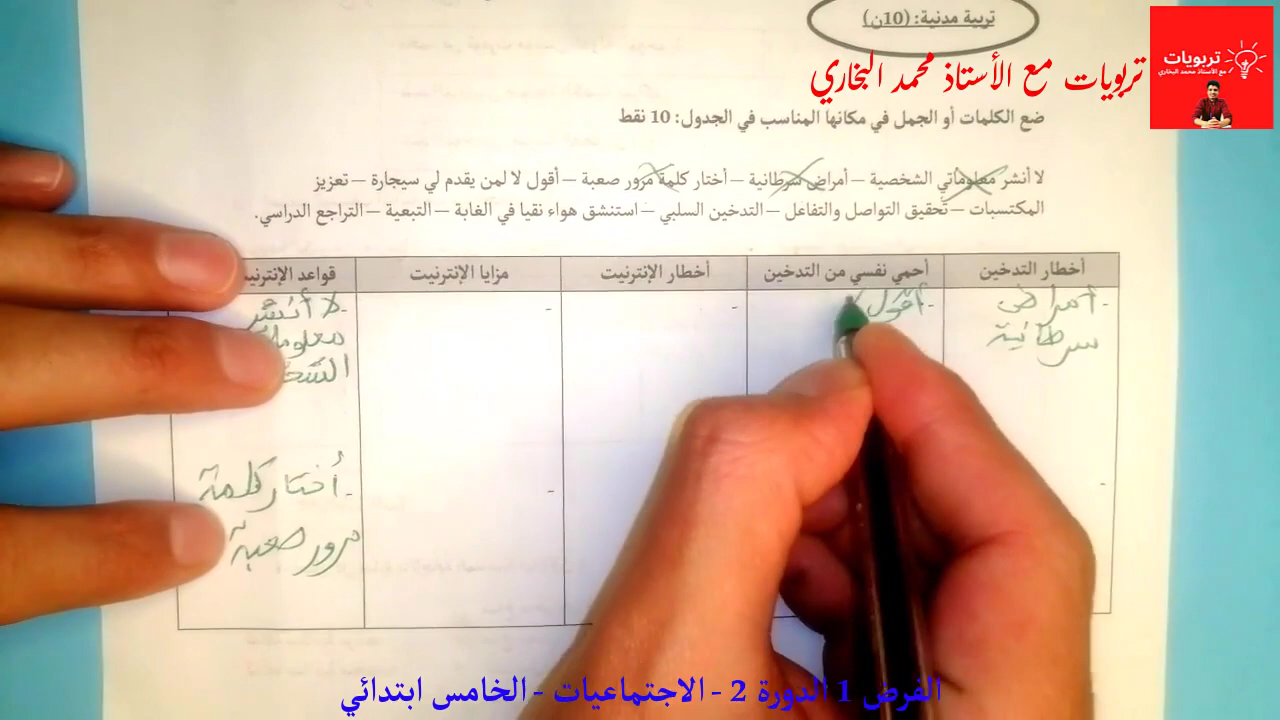 تربية مدنية: (10ن)
تربويات مع الأستاذ محمد البخاري
تربويات
مع الأستاذ محمد البخاري
ضع الكلمات أو الجمل في مكانها المناسب في الجدول: 10 نقط
لا أنشر معلوماتي الشخصية – أمراض سرطانية – أختار كلمة مرور صعبة – أقول لا لمن يقدم لي سيجارة – تعزيز
المكتسبات – تحقيق التواصل والتفاعل – التدخين السلبي – استنشق هواء نقيا في الغابة – التبعية – التراجع الدراسي.
أخطار التدخين
أحمي نفسي من التدخين
أخطار الإنترنيت
مزايا الإنترنيت
قواعد الإنترنيت
- أمراض
سرطانية
- أقول
-
-
- لا أنشر
-
-
- أختار كلمة
مرور صعبة
الفرض 1 الدورة 2 - الاجتماعيات - الخامس ابتدائي